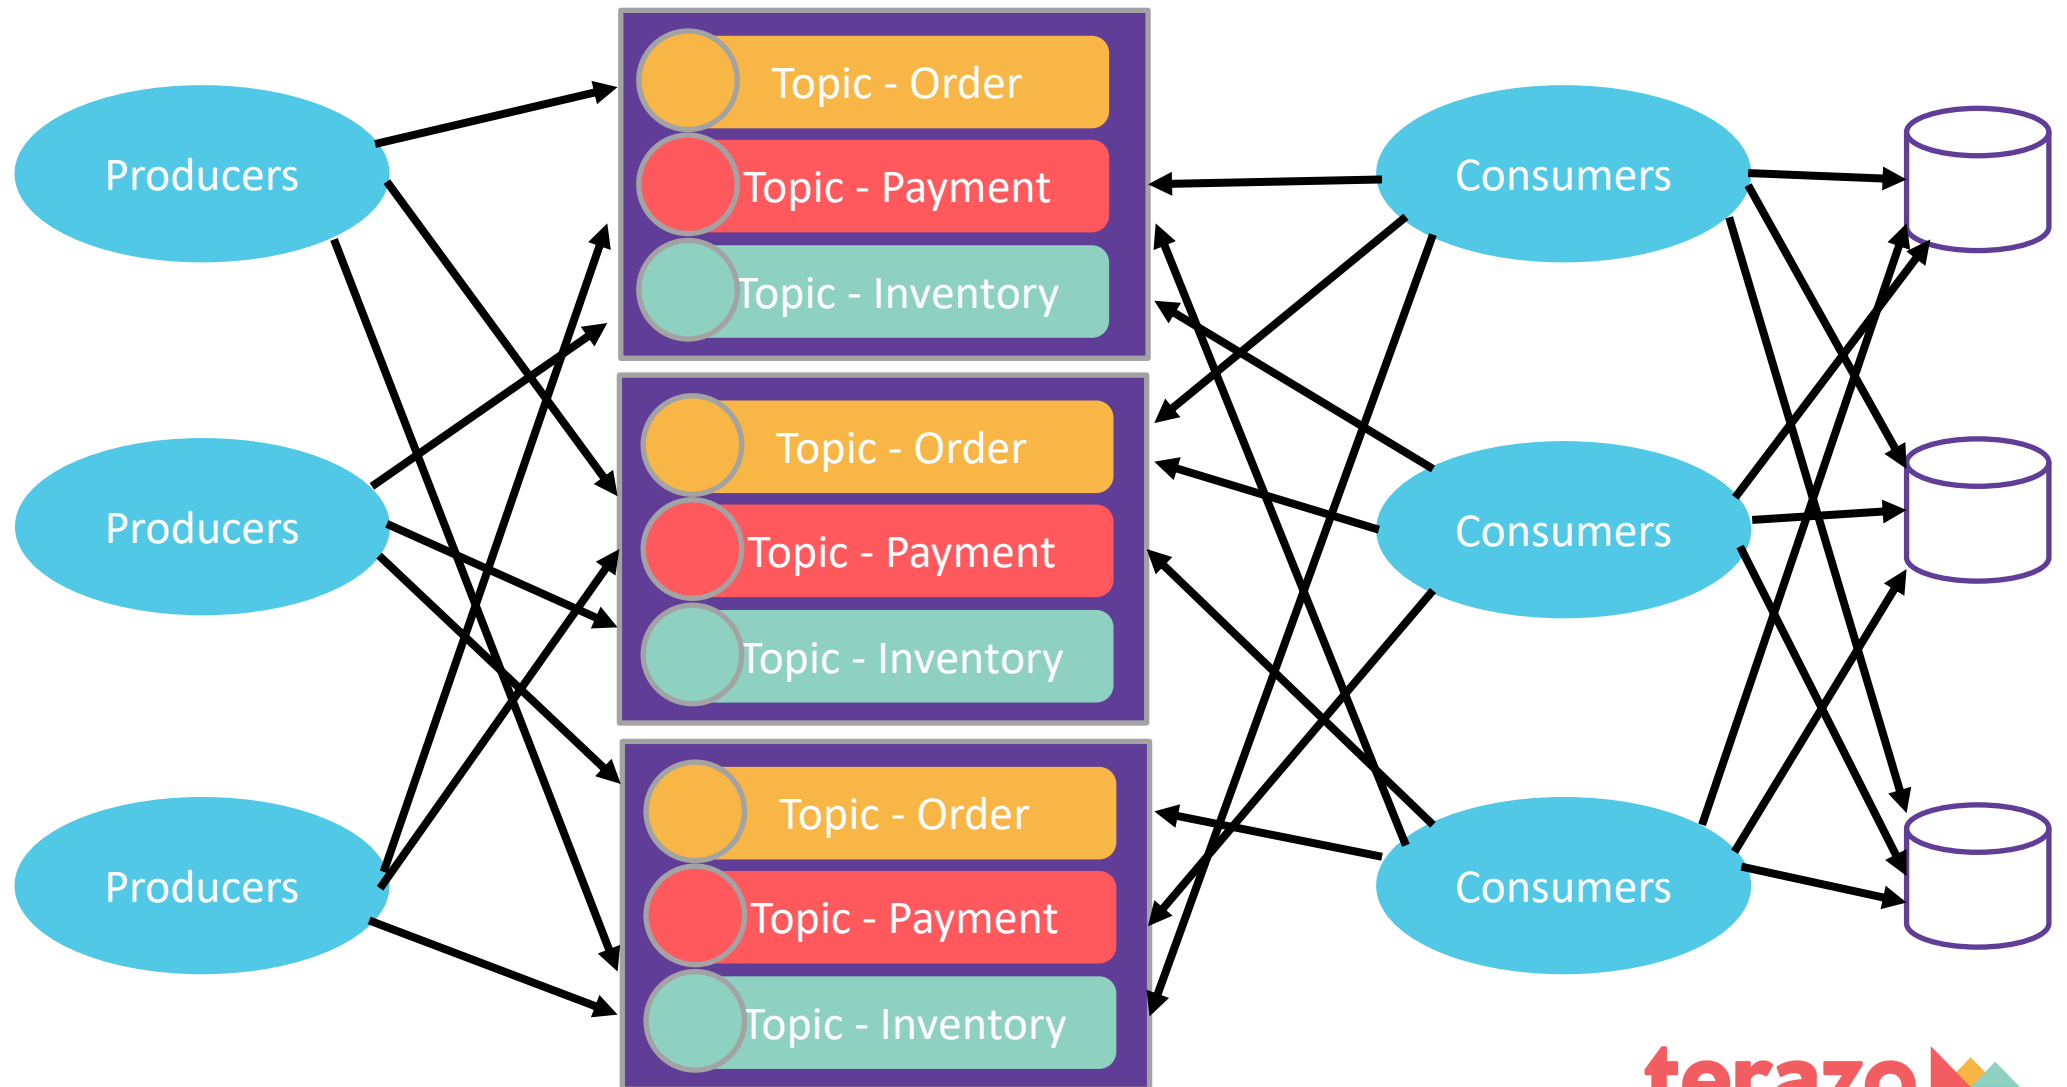 Topic - Order
Topic - Payment
Topic - Inventory
Producers
Consumers
Topic - Order
Topic - Payment
Topic - Inventory
Producers
Consumers
Topic - Order
Topic - Payment
Topic - Inventory
Producers
Consumers
terazo